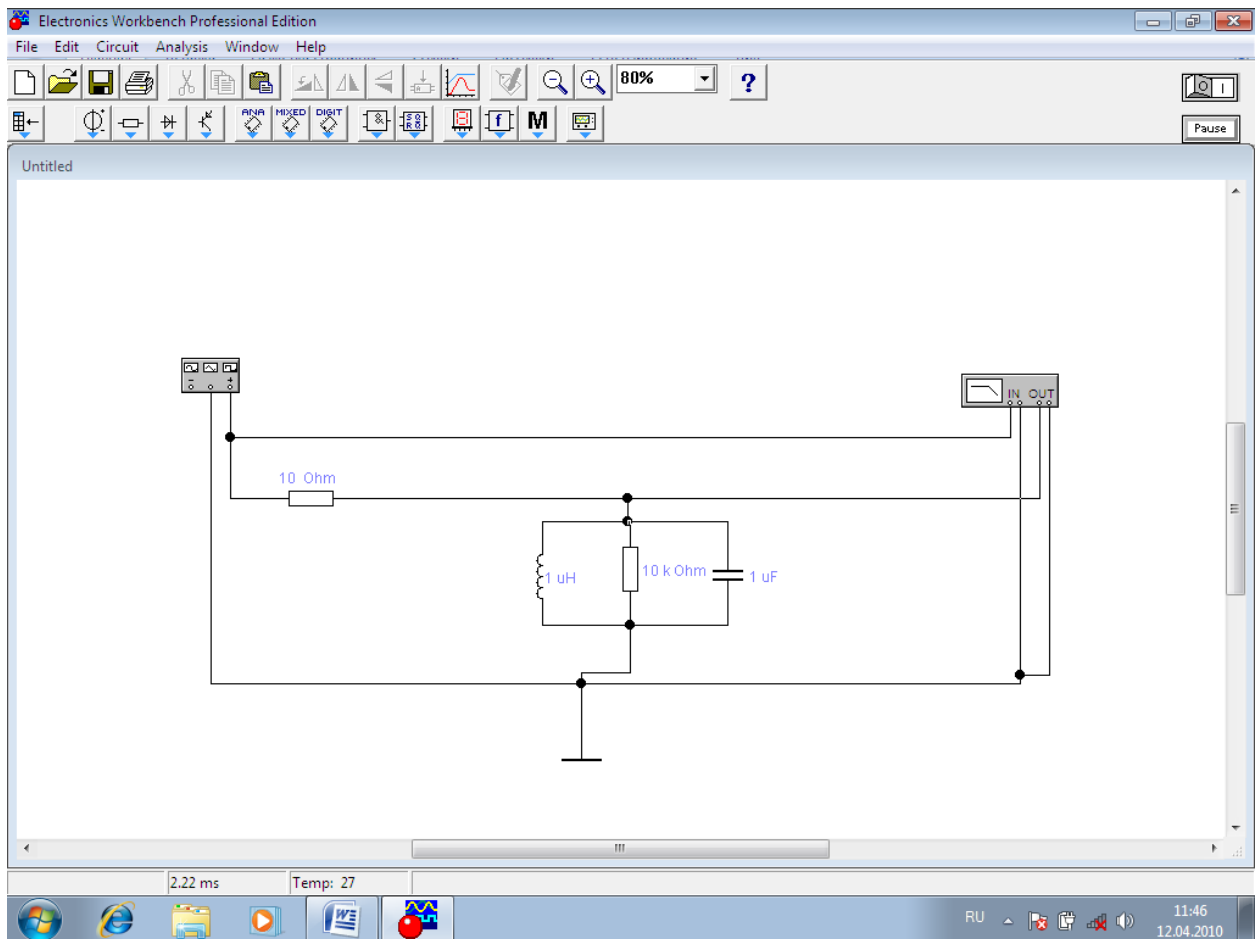 Electronics Workbench Professional Edition
File Edit Circuit Analysis Window Help
80%
?
ANA MIXED DIGIT
&
f M
Pause
Untitled
- +
IN OUT
10 Ohm
1 uH
10 k Ohm
1 uF
2.22 ms Temp: 27
RU
11:46
12.04.2010